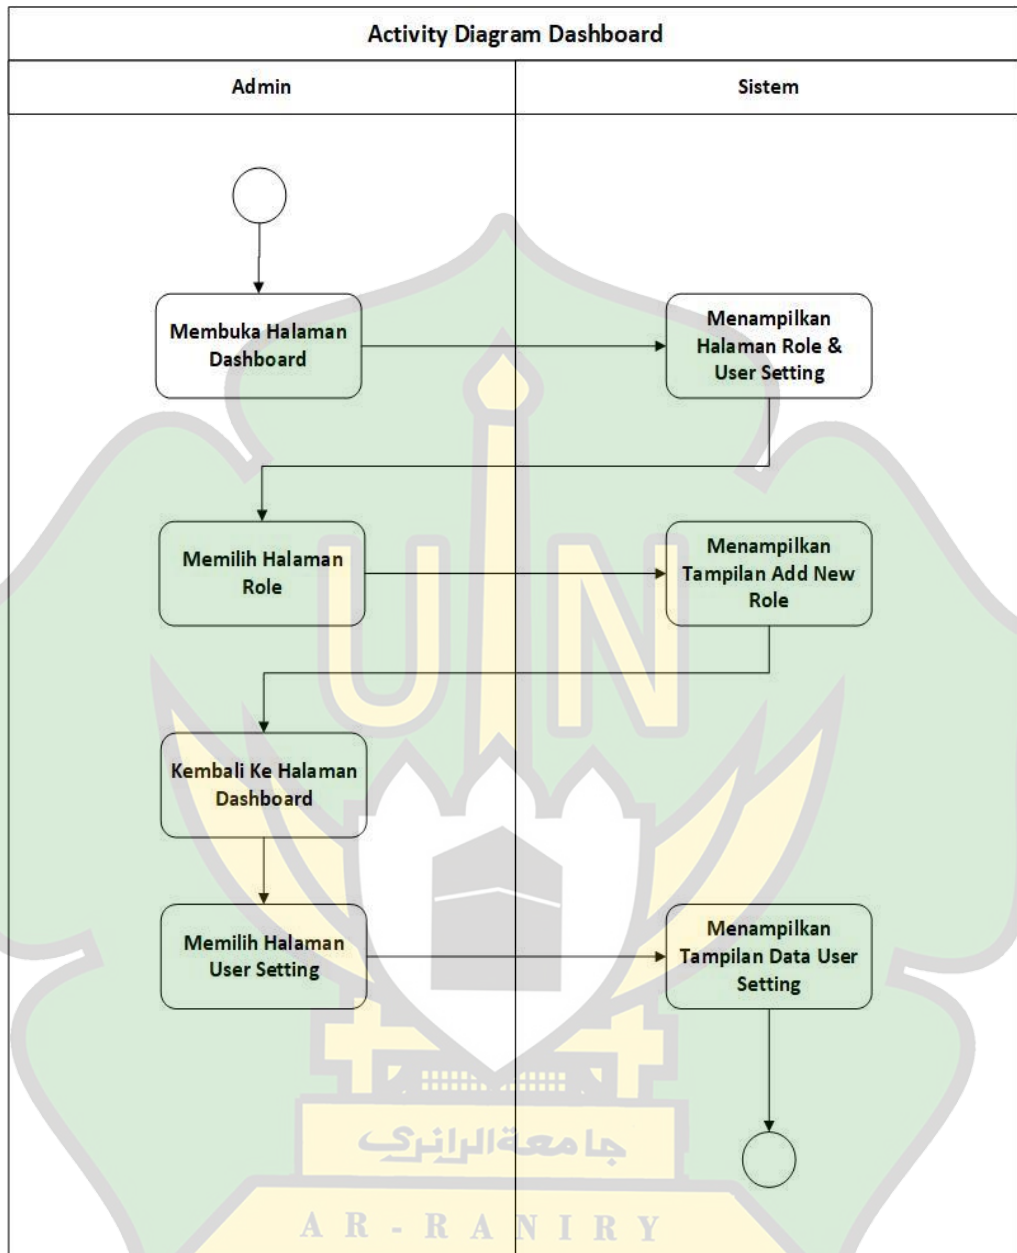 Activity Diagram Dashboard
Admin
Sistem
Membuka Halaman
Dashboard
Menampilkan
Halaman Role &
User Setting
Memilih Halaman
Role
Menampilkan
Tampilan Add New
Role
Kembali Ke Halaman
Dashboard
Memilih Halaman
User Setting
Menampilkan
Tampilan Data User
Setting
UIN
جامعةالرانري
AR-RANIRY